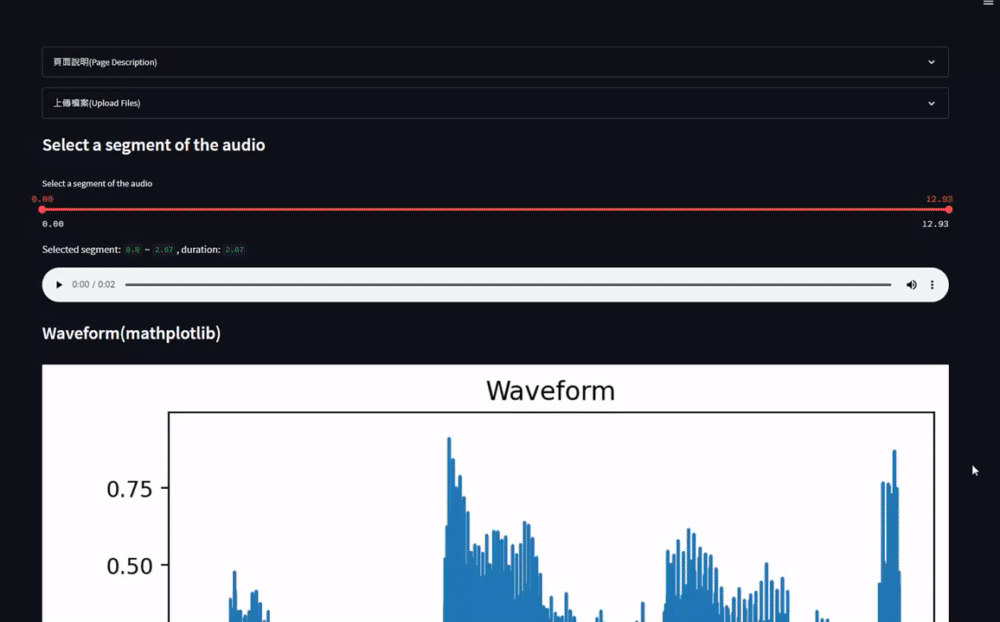 頁面說明(Page Description)
上傳檔案(Upload Files)
Select a segment of the audio
Select a segment of the audio
0.00 12.93
0.00 12.93
Selected segment: 0.0 ~ 2.67 , duration: 2.67
0:00 / 0:02
Waveform(mathplotlib)
Waveform
0.75
0.50